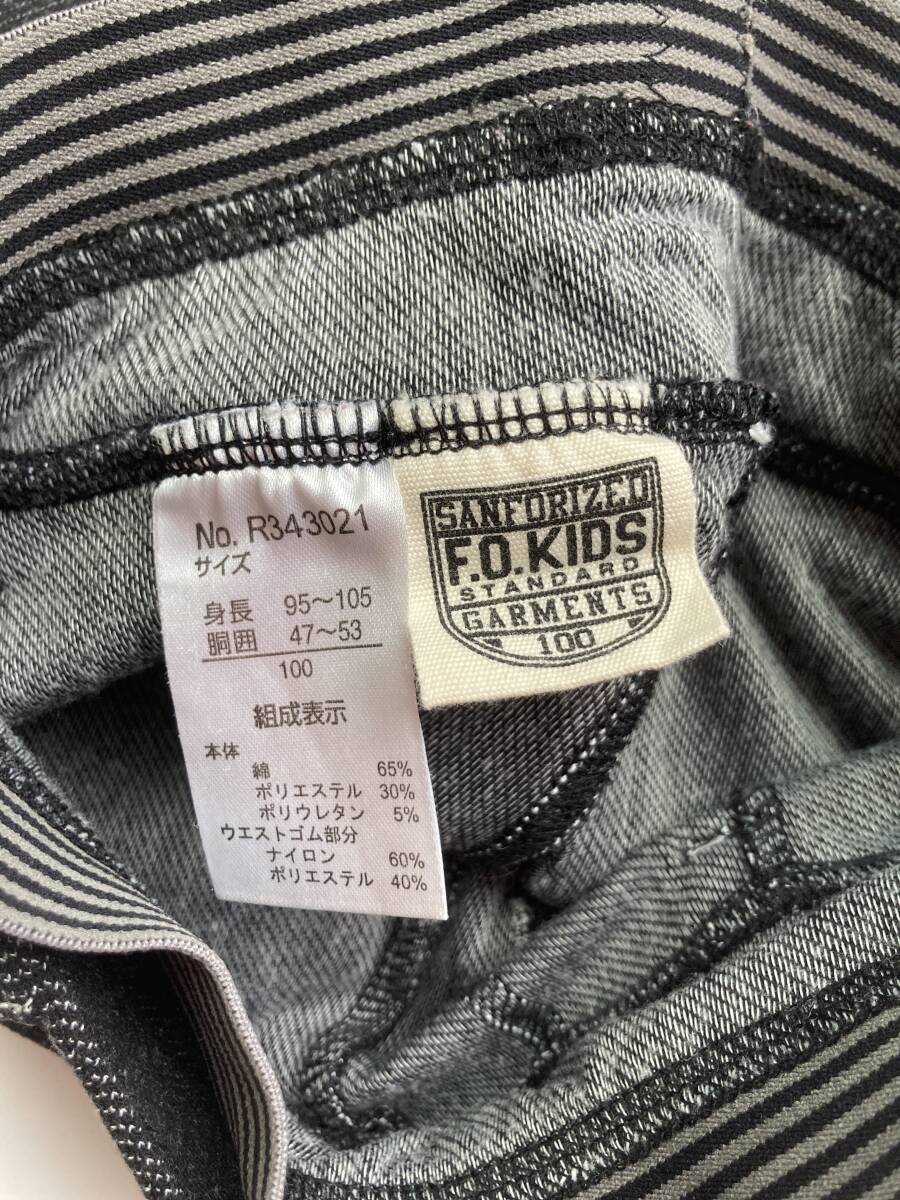 No. R343021
サイズ
身長 95〜105
胴囲 47〜53
100
組成表示
本体
綿 65%
ポリエステル 30%
ポリウレタン 5%
ウエストゴム部分
ナイロン 60%
ポリエステル 40%
SANFORIZED
F.O.KIDS
STANDARD
GARMENTS
100